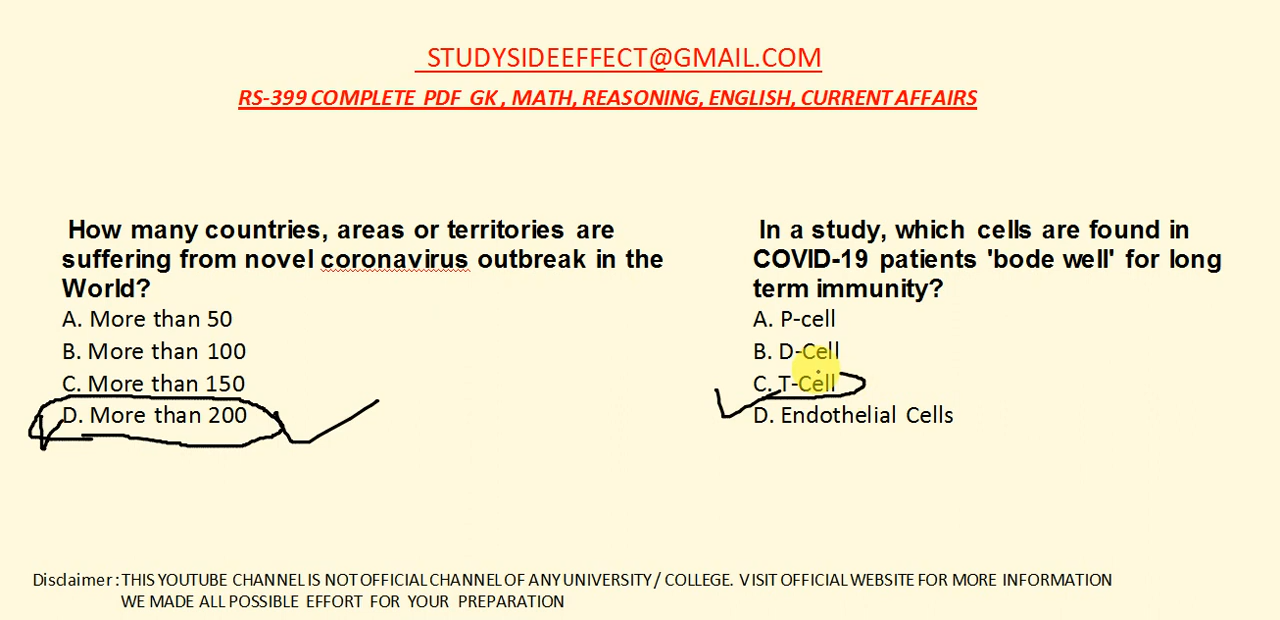 STUDYSIDEEFFECT@GMAIL.COM
RS-399 COMPLETE PDF GK , MATH, REASONING, ENGLISH, CURRENT AFFAIRS
How many countries, areas or territories are
suffering from novel coronavirus outbreak in the
World?
A. More than 50
B. More than 100
C. More than 150
D. More than 200
In a study, which cells are found in
COVID-19 patients 'bode well' for long
term immunity?
A. P-cell
B. D-Cell
C. T-Cell
D. Endothelial Cells
Disclaimer : THIS YOUTUBE CHANNEL IS NOT OFFICIAL CHANNEL OF ANY UNIVERSITY / COLLEGE. VISIT OFFICIAL WEBSITE FOR MORE INFORMATION
WE MADE ALL POSSIBLE EFFORT FOR YOUR PREPARATION